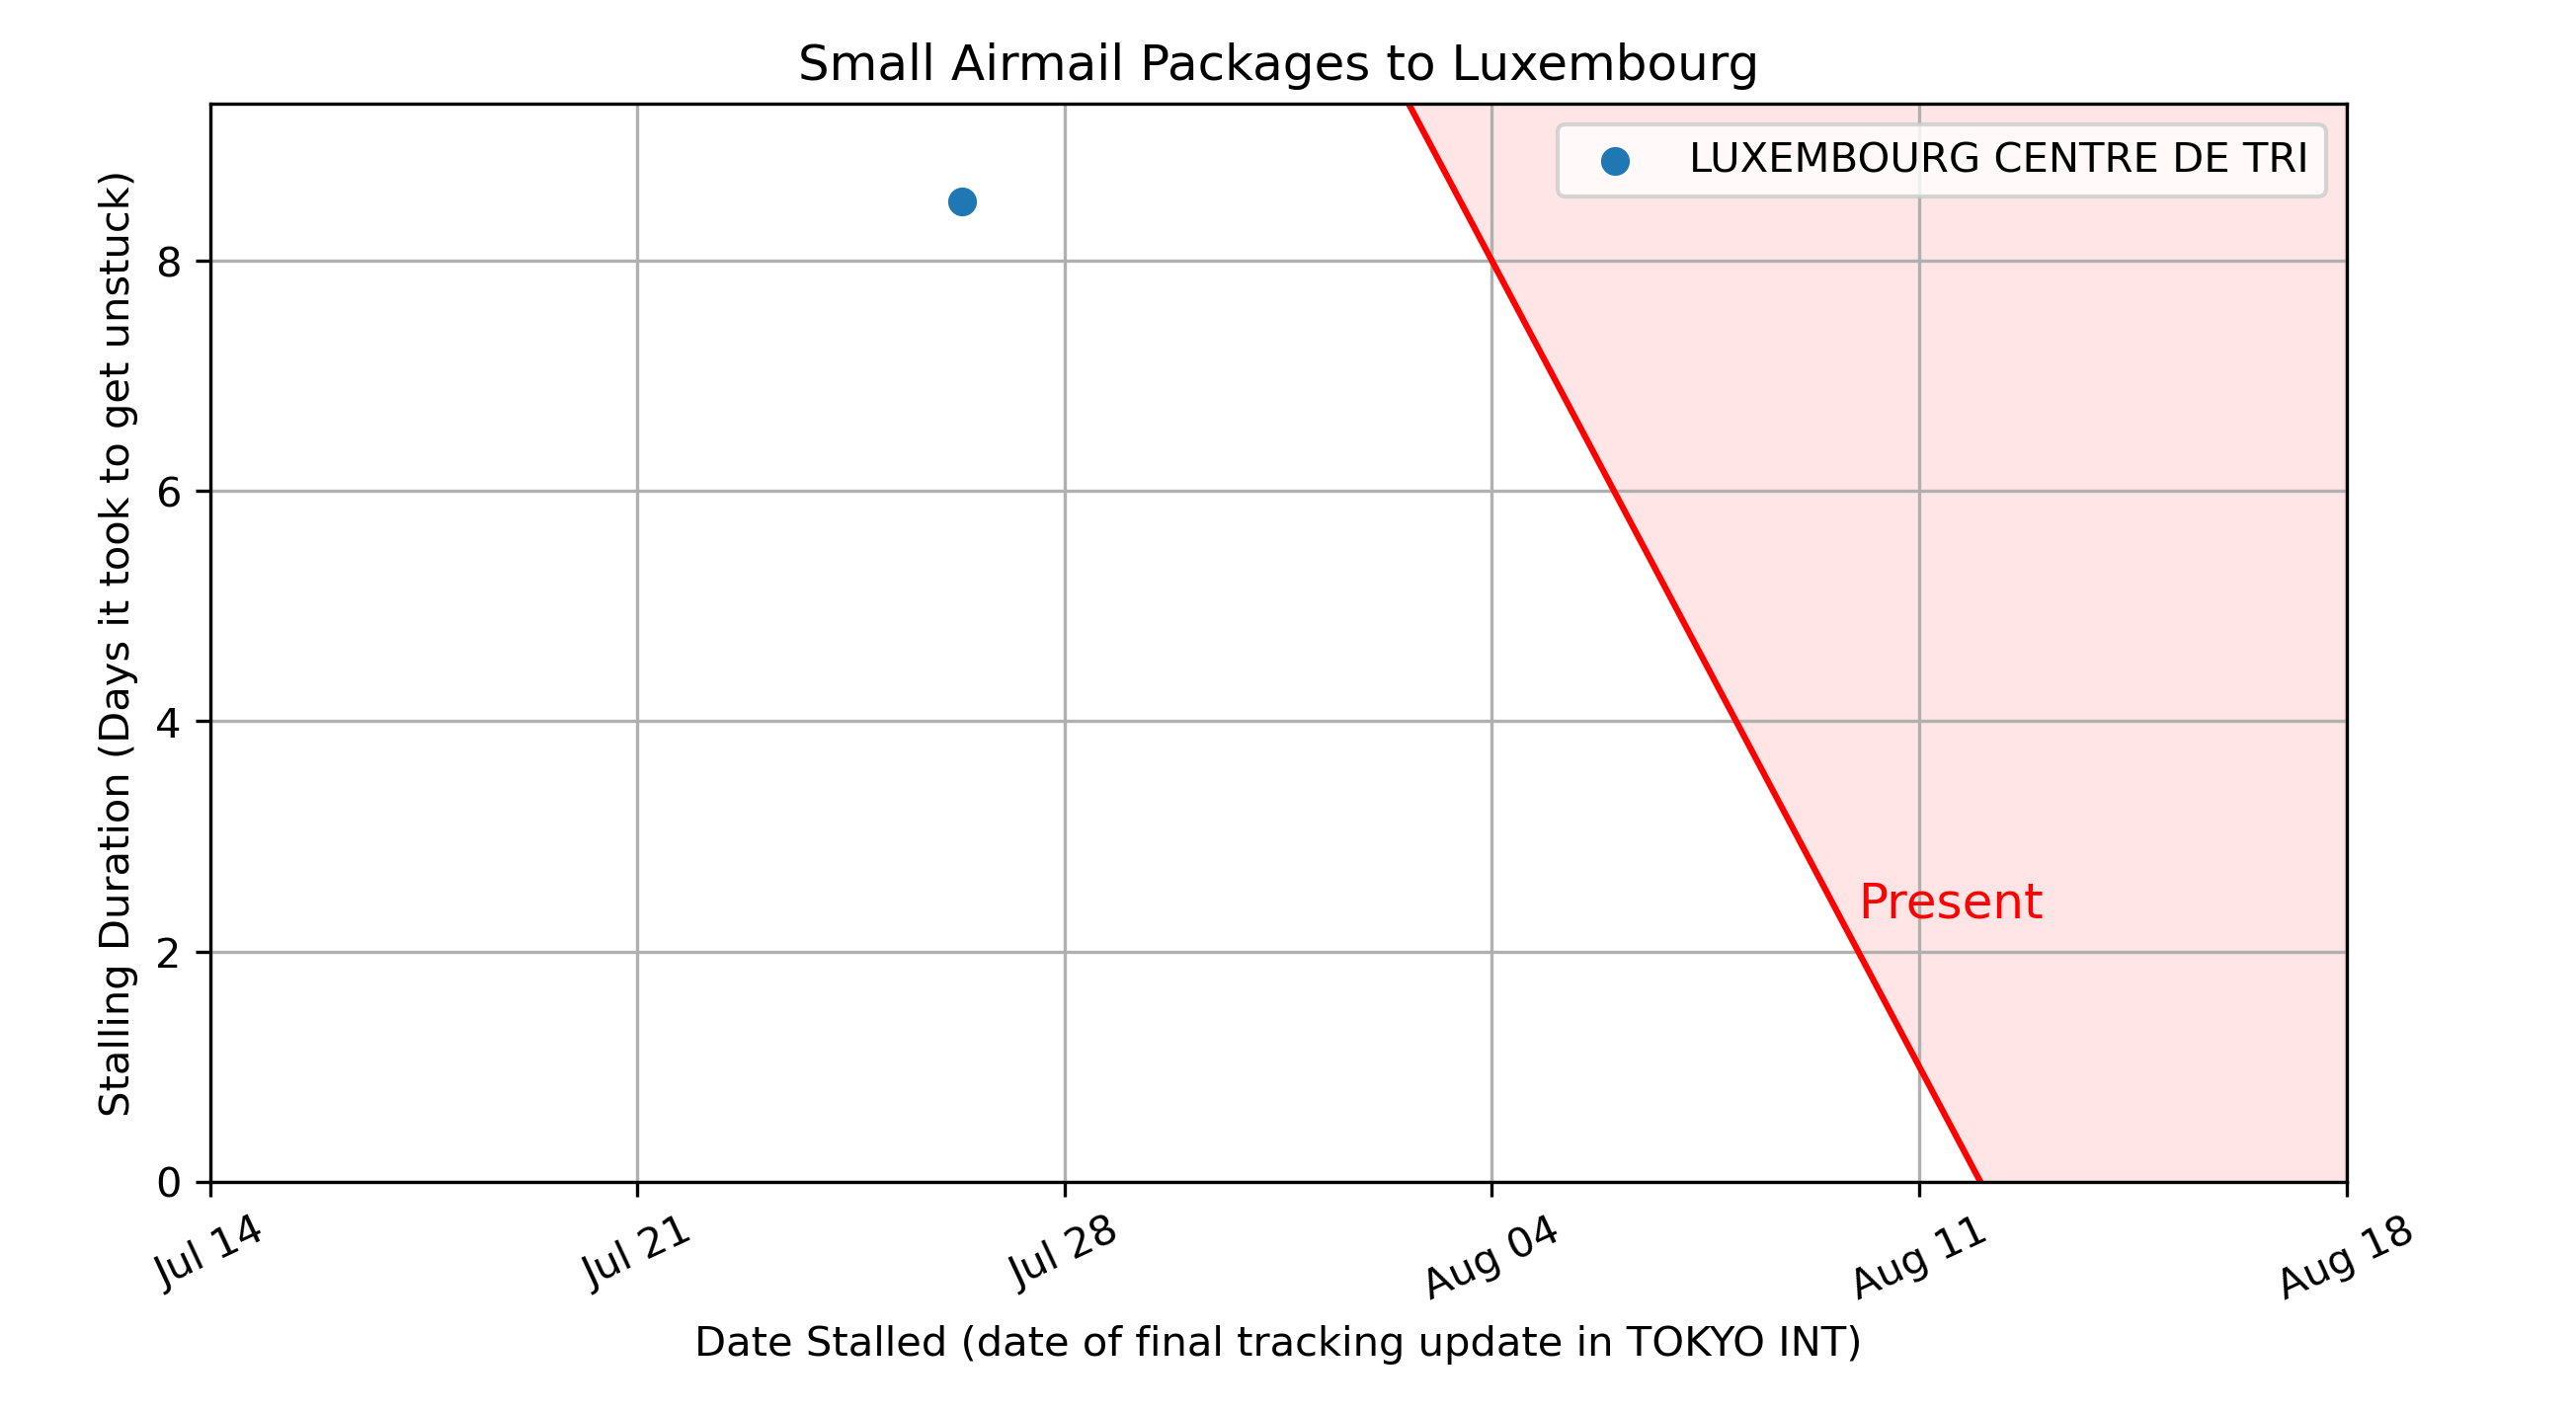 Small Airmail Packages to Luxembourg
LUXEMBOURG CENTRE DE TRI
Stalling Duration (Days it took to get unstuck)
8
6
4
2
0
Present
Jul 14
Jul 21
Jul 28
Aug 04
Aug 11
Aug 18
Date Stalled (date of final tracking update in TOKYO INT)